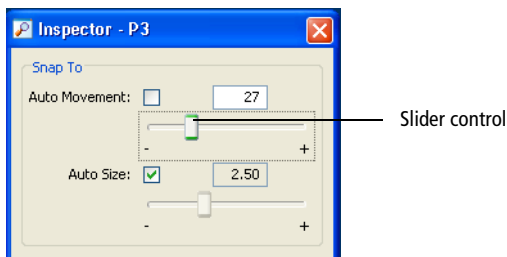 Inspector - P3
Snap To
Auto Movement: 27
Slider control
- +
Auto Size: 2.50
- +